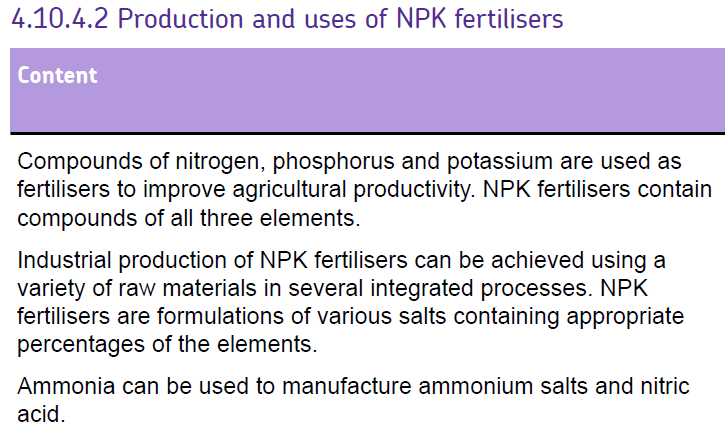 4.10.4.2 Production and uses of NPK fertilisers
Content
Compounds of nitrogen, phosphorus and potassium are used as
fertilisers to improve agricultural productivity. NPK fertilisers contain
compounds of all three elements.
Industrial production of NPK fertilisers can be achieved using a
variety of raw materials in several integrated processes. NPK
fertilisers are formulations of various salts containing appropriate
percentages of the elements.
Ammonia can be used to manufacture ammonium salts and nitric
acid.